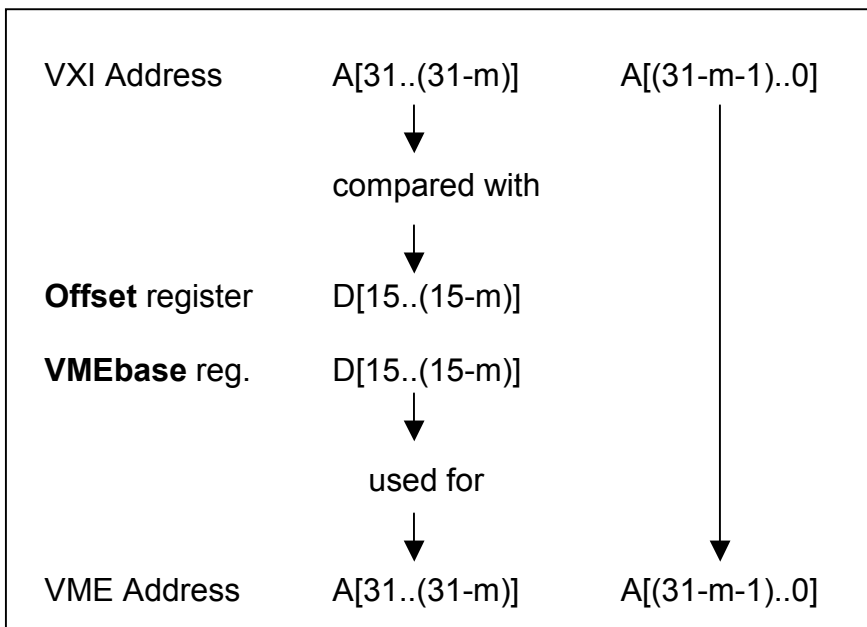 VXI Address A[31..(31-m)] A[(31-m-1)..0]
compared with
Offset register D[15..(15-m)]
VMEbase reg. D[15..(15-m)]
used for
VME Address A[31..(31-m)] A[(31-m-1)..0]